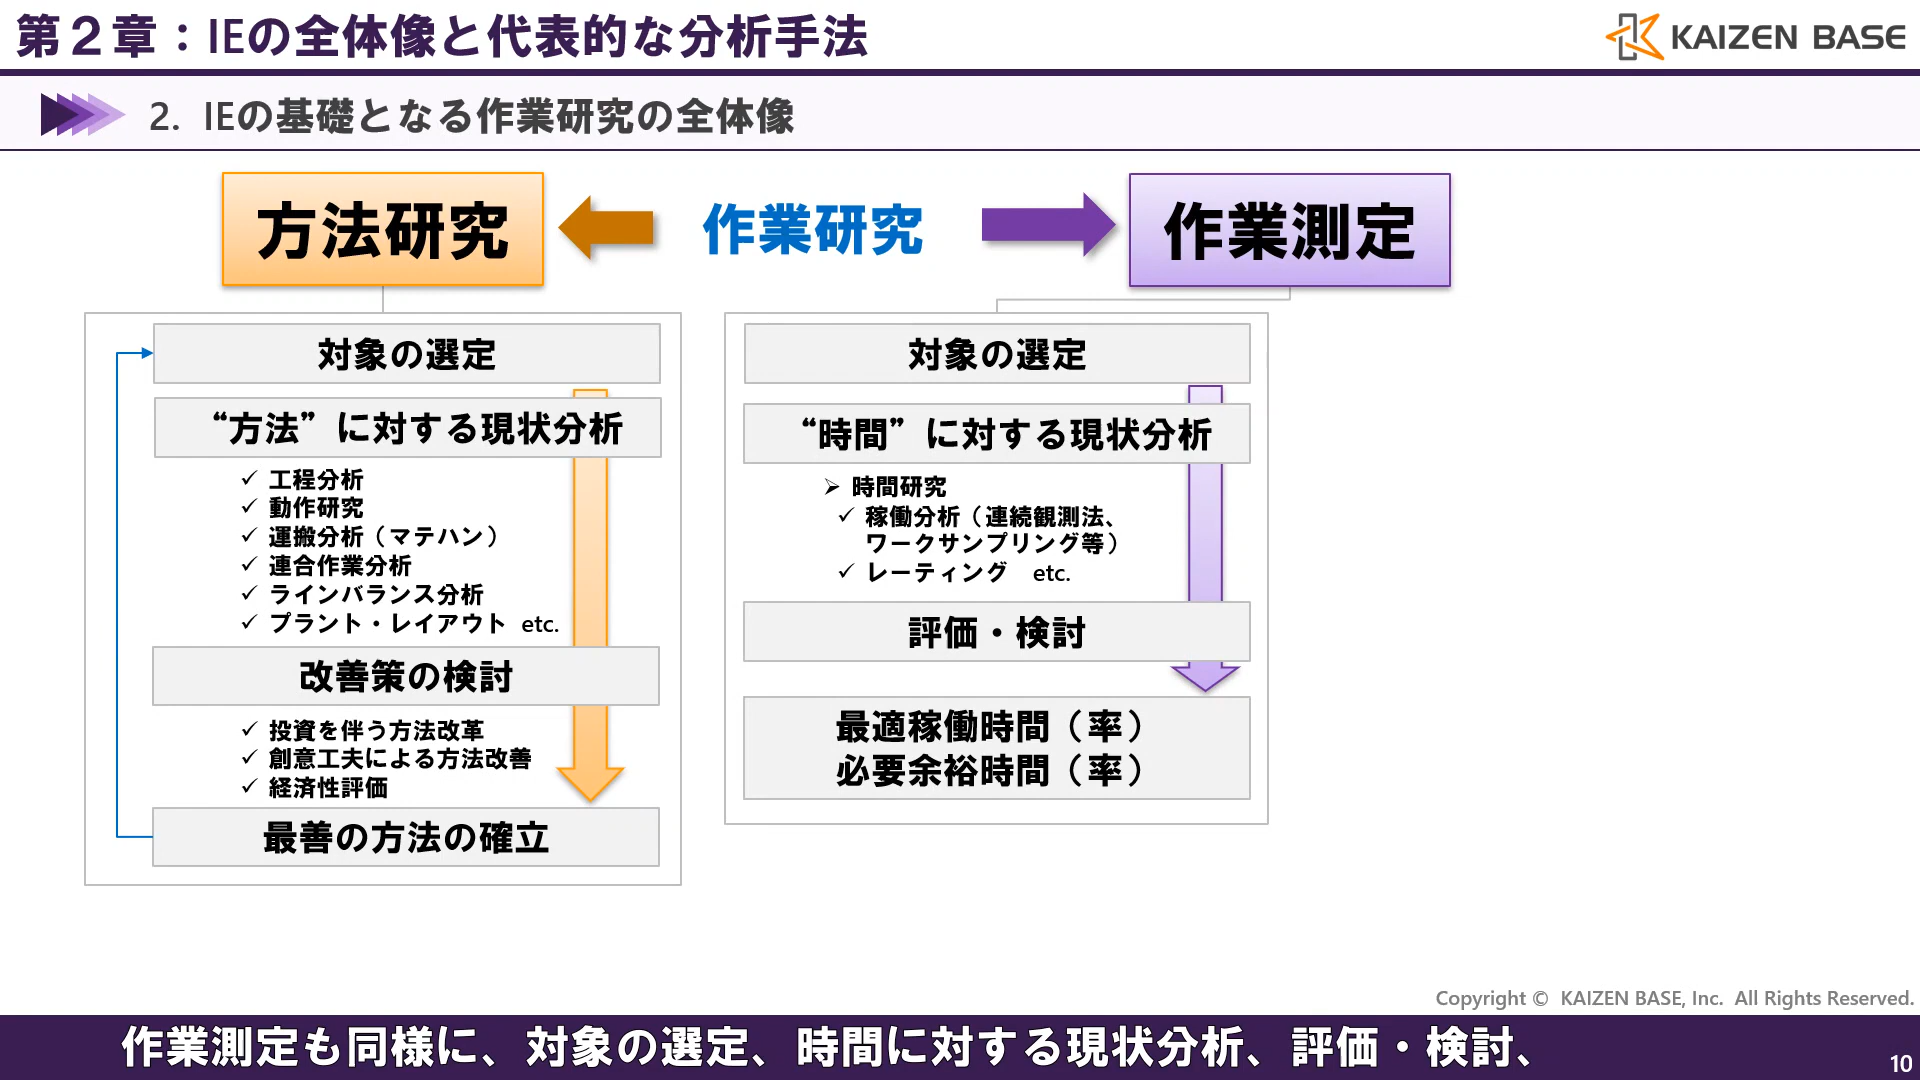 第２章：IEの全体像と代表的な分析手法
KAIZEN BASE
2. IEの基礎となる作業研究の全体像
方法研究
作業研究
作業測定
対象の選定
“方法”に対する現状分析
✓ 工程分析
✓ 動作研究
✓ 運搬分析（マテハン）
✓ 連合作業分析
✓ ラインバランス分析
✓ プラント・レイアウト etc.
改善策の検討
✓ 投資を伴う方法改革
✓ 創意工夫による方法改善
✓ 経済性評価
最善の方法の確立
対象の選定
“時間”に対する現状分析
➢ 時間研究
✓ 稼働分析（連続観測法、
ワークサンプリング等）
✓ レーティング etc.
評価・検討
最適稼働時間（率）
必要余裕時間（率）
Copyright © KAIZEN BASE, Inc. All Rights Reserved.
作業測定も同様に、対象の選定、時間に対する現状分析、評価・検討、
10